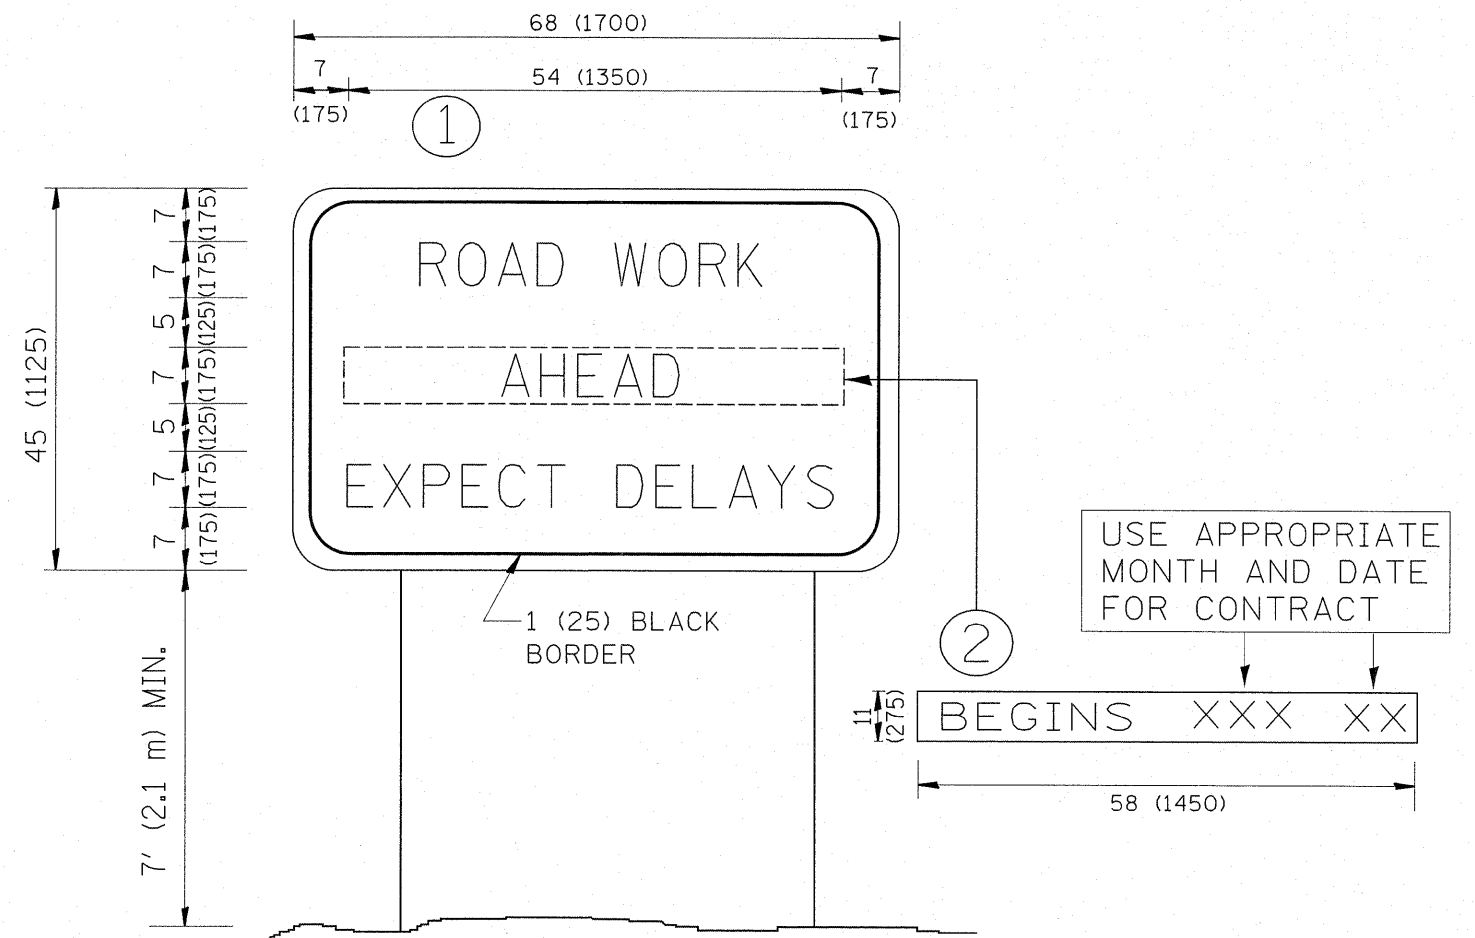 68 (1700)
7
54 (1350)
7
(175)
(175)
1
45 (1125)
7
(175)
7
(175)
5
(125)
7
(175)
5
(125)
7
(175)
7
(175)
ROAD WORK
AHEAD
EXPECT DELAYS
1 (25) BLACK
BORDER
7' (2.1 m) MIN.
2
USE APPROPRIATE
MONTH AND DATE
FOR CONTRACT
11
(275)
BEGINS XXX XX
58 (1450)